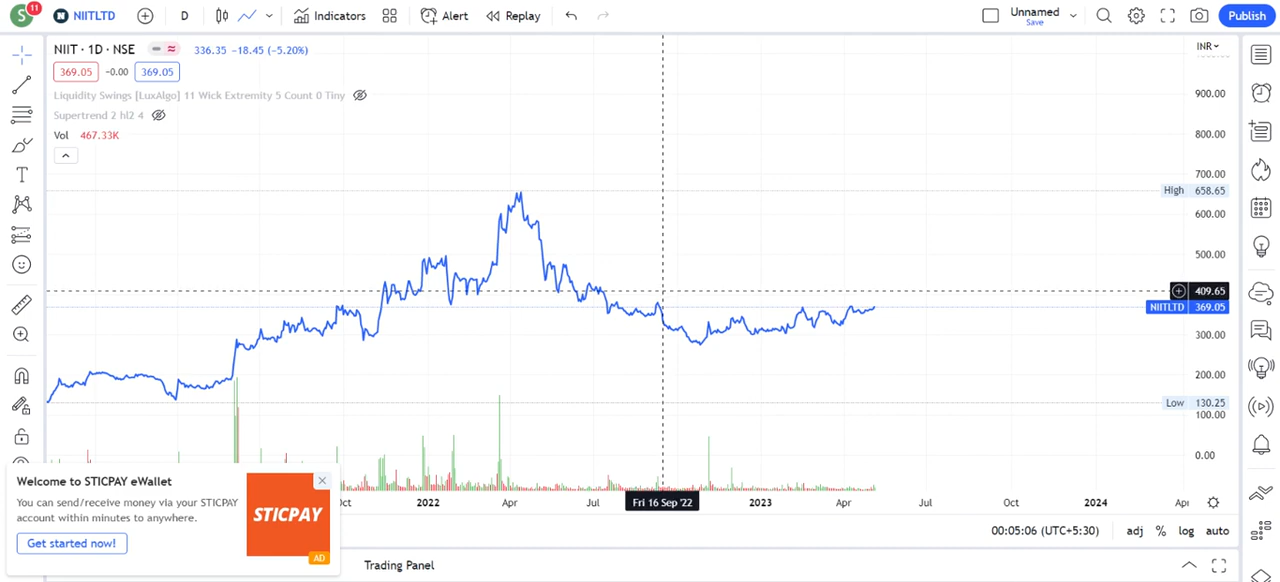 S 11 N NIITLTD D Indicators Alert Replay Unnamed Save Publish
NIIT · 1D · NSE 336.35 −18.45 (−5.20%)
INR
369.05 −0.00 369.05
Liquidity Swings [LuxAlgo] 11 Wick Extremity 5 Count 0 Tiny
Supertrend 2 hl2 4
Vol 467.33K
900.00
800.00
700.00
High 658.65
600.00
500.00
409.65
NIITLTD 369.05
300.00
200.00
Low 130.25
100.00
0.00
Welcome to STICPAY eWallet
You can send/receive money via your STICPAY
account within minutes to anywhere.
Get started now!
STICPAY
AD
Oct 2022 Apr Jul Fri 16 Sep '22 2023 Apr Jul Oct 2024 Ap
00:05:06 (UTC+5:30) adj % log auto
Trading Panel